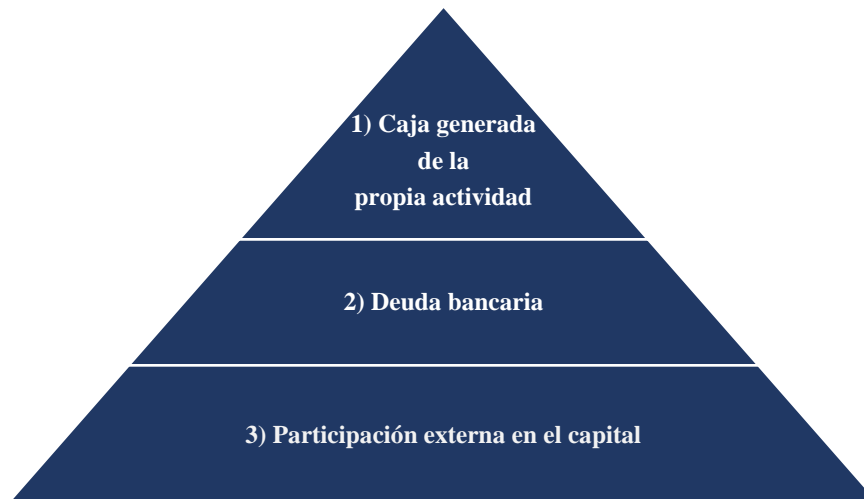 1) Caja generada
de la
propia actividad
2) Deuda bancaria
3) Participación externa en el capital